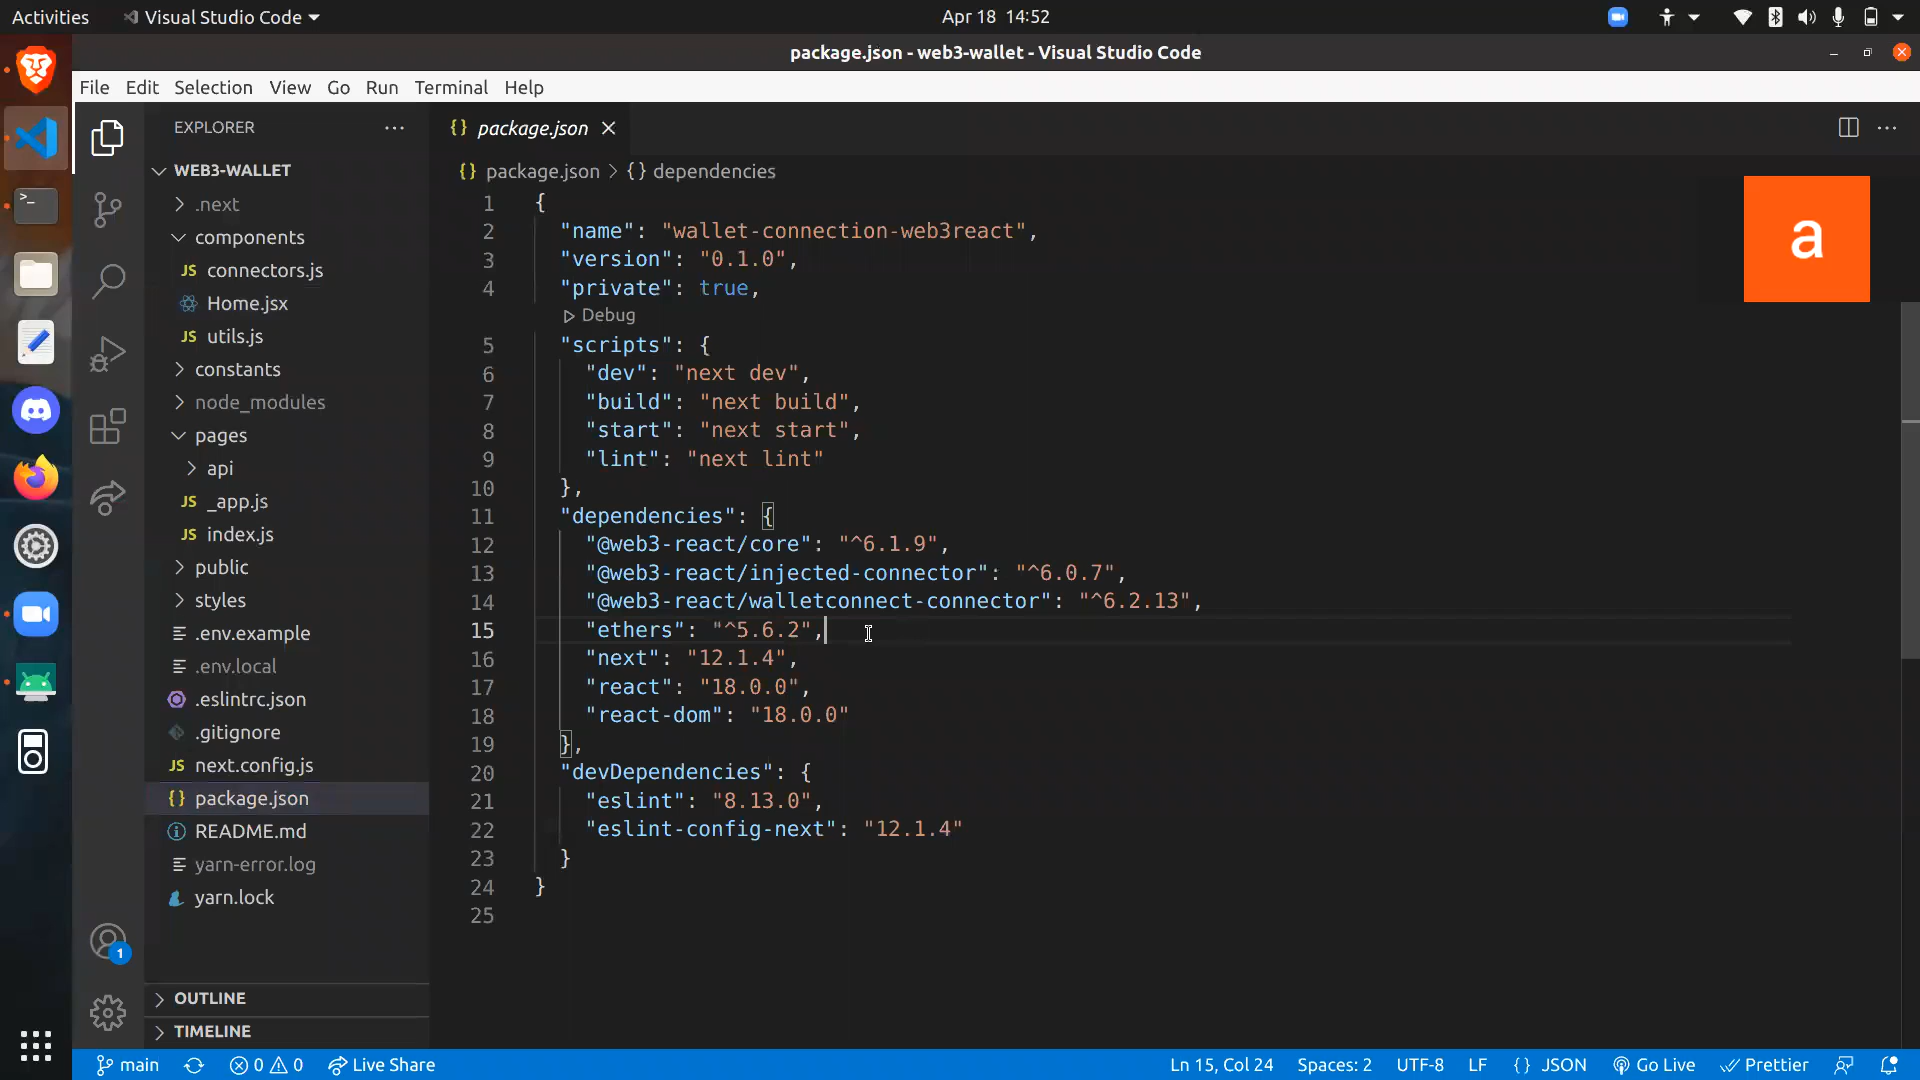 Activities
Visual Studio Code
Apr 18 14:52
package.json - web3-wallet - Visual Studio Code
File Edit Selection View Go Run Terminal Help
EXPLORER
WEB3-WALLET
.next
components
JS connectors.js
Home.jsx
JS utils.js
constants
node_modules
pages
api
JS _app.js
JS index.js
public
styles
.env.example
.env.local
.eslintrc.json
.gitignore
JS next.config.js
{} package.json
README.md
yarn-error.log
yarn.lock
OUTLINE
TIMELINE
1
{} package.json
{} package.json > {} dependencies
a
1 {
2 "name": "wallet-connection-web3react",
3 "version": "0.1.0",
4 "private": true,
Debug
5 "scripts": {
6 "dev": "next dev",
7 "build": "next build",
8 "start": "next start",
9 "lint": "next lint"
10 },
11 "dependencies": {
12 "@web3-react/core": "^6.1.9",
13 "@web3-react/injected-connector": "^6.0.7",
14 "@web3-react/walletconnect-connector": "^6.2.13",
15 "ethers": "^5.6.2",
16 "next": "12.1.4",
17 "react": "18.0.0",
18 "react-dom": "18.0.0"
19 },
20 "devDependencies": {
21 "eslint": "8.13.0",
22 "eslint-config-next": "12.1.4"
23 }
24 }
25
main 0 0 Live Share Ln 15, Col 24 Spaces: 2 UTF-8 LF {} JSON Go Live Prettier